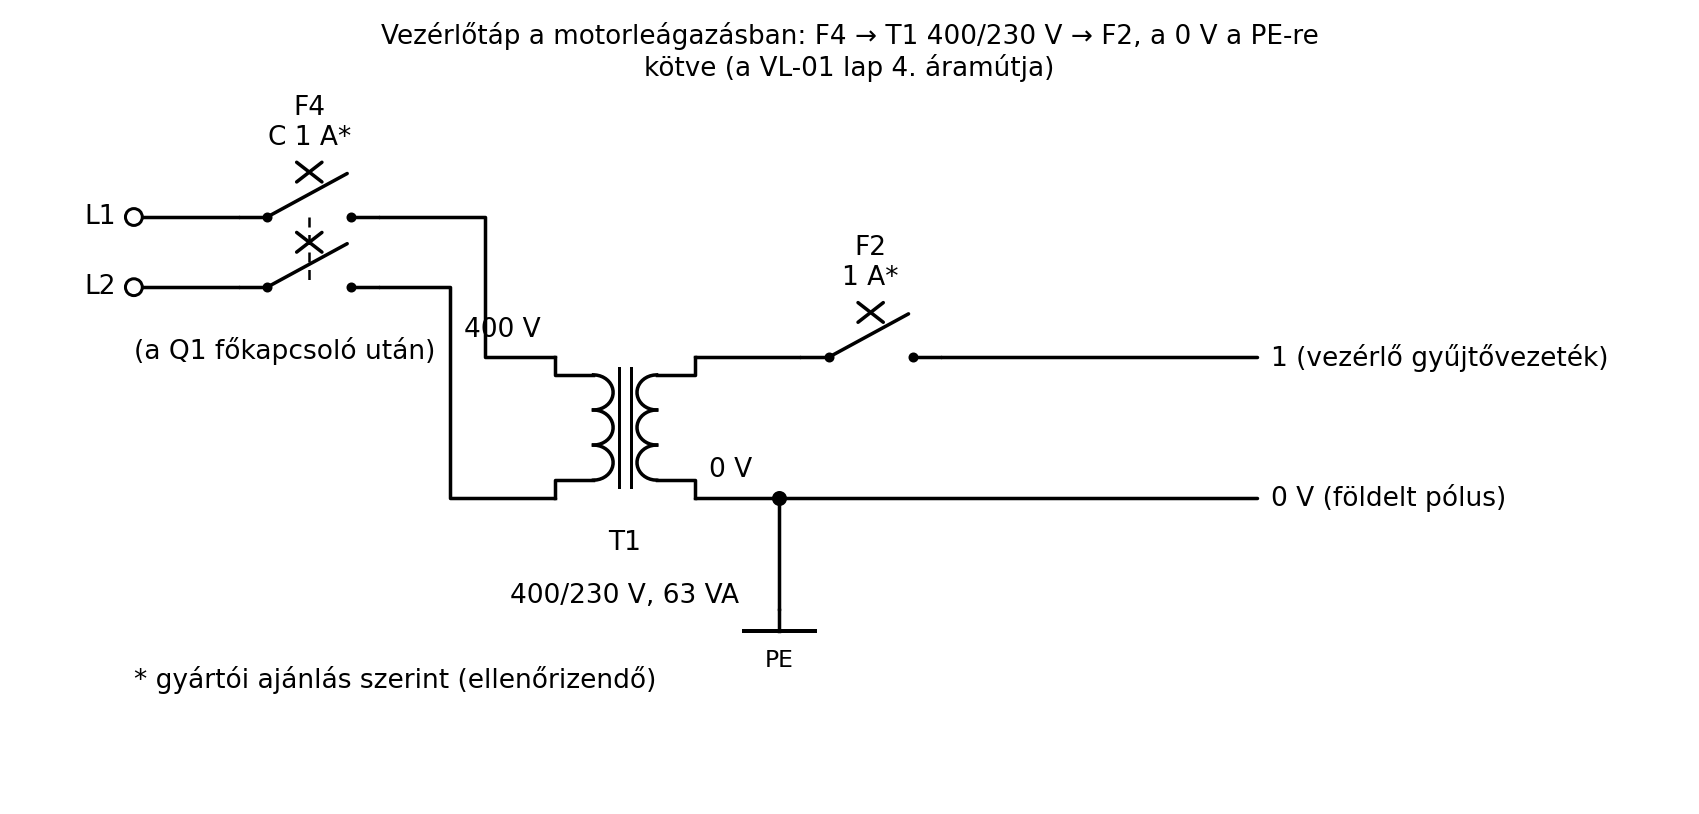 Vezérlőtáp a motorleágazásban: F4 → T1 400/230 V → F2, a 0 V a PE-re
kötve (a VL-01 lap 4. áramútja)
F4
C 1 A*
L1
L2
F2
1 A*
400 V
(a Q1 főkapcsoló után)
1 (vezérlő gyűjtővezeték)
0 V
0 V (földelt pólus)
T1
400/230 V, 63 VA
PE
* gyártói ajánlás szerint (ellenőrizendő)